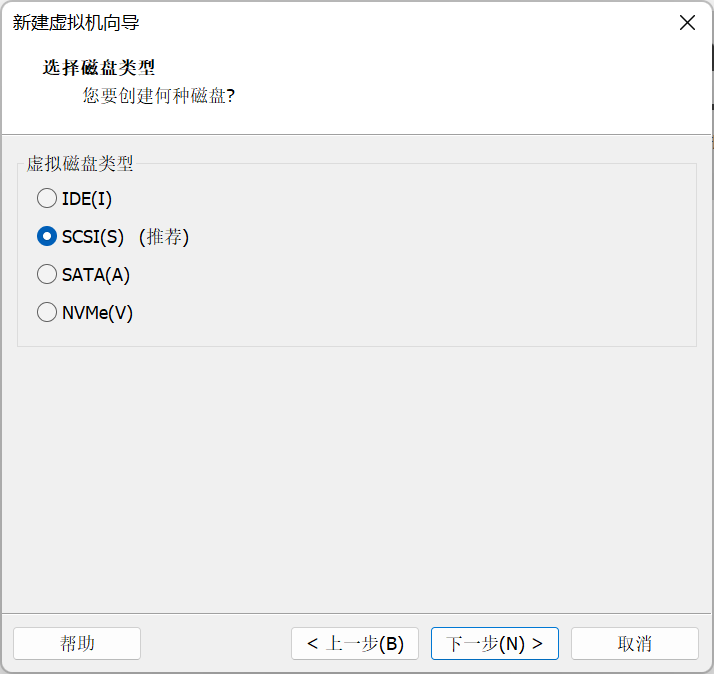 新建虚拟机向导
选择磁盘类型
您要创建何种磁盘?
虚拟磁盘类型
IDE(I)
SCSI(S) (推荐)
SATA(A)
NVMe(V)
帮助 < 上一步(B) 下一步(N) > 取消